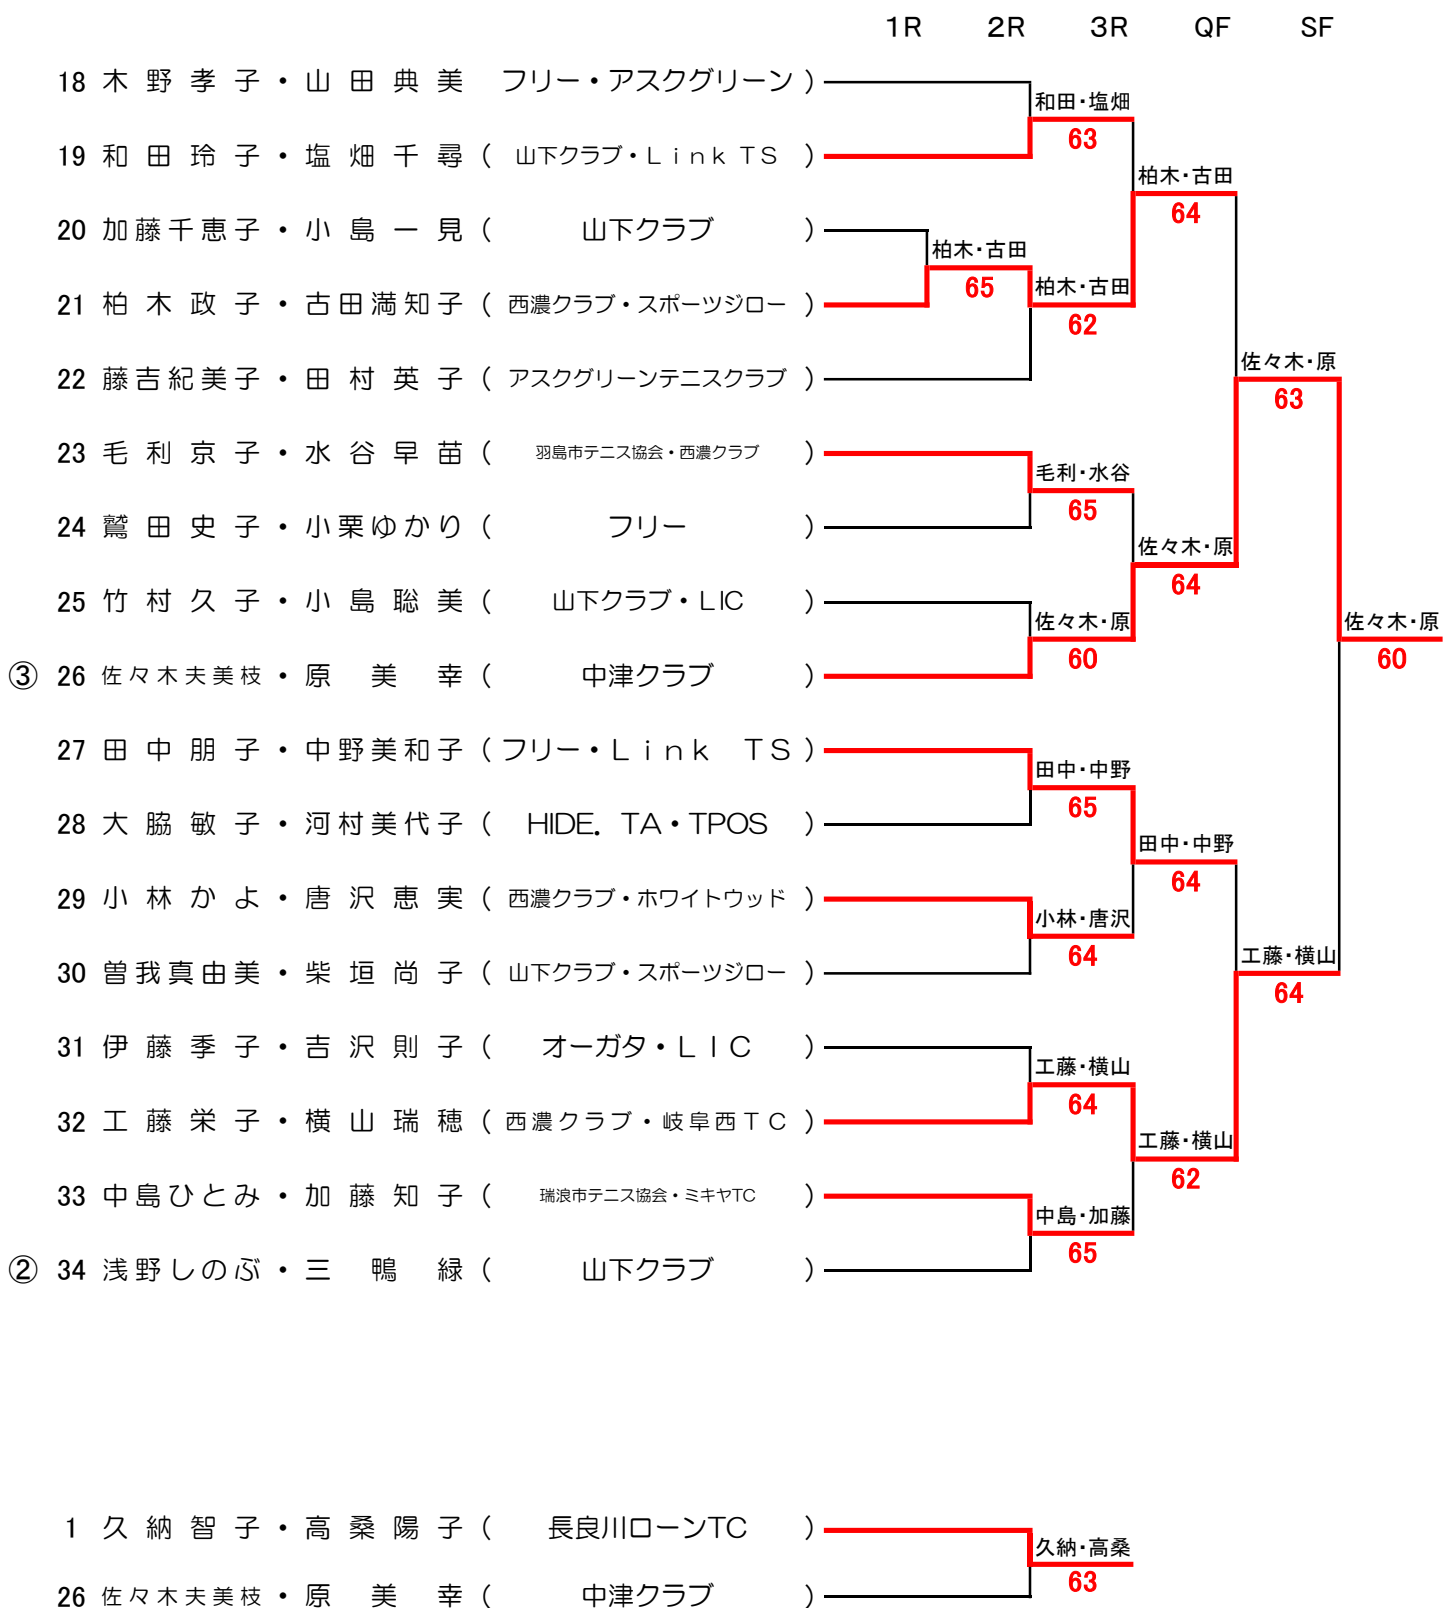 1R 2R 3R QF SF
18 木野孝子・山田典美 フリー・アスクグリーン )
和田・塩畑
63
19 和田玲子・塩畑千尋 ( 山下クラブ・Link TS )
柏木・古田
64
20 加藤千恵子・小島一見 ( 山下クラブ )
柏木・古田
65
柏木・古田
62
21 柏木政子・古田満知子 ( 西濃クラブ・スポーツジロー )
佐々木・原
63
22 藤吉紀美子・田村英子 ( アスクグリーンテニスクラブ )
23 毛利京子・水谷早苗 ( 羽島市テニス協会・西濃クラブ )
毛利・水谷
65
24 鷲田史子・小栗ゆかり ( フリー )
佐々木・原
64
25 竹村久子・小島聡美 ( 山下クラブ・LIC )
佐々木・原
60
佐々木・原
60
③ 26 佐々木夫美枝・原美幸 ( 中津クラブ )
27 田中朋子・中野美和子 ( フリー・Link TS )
田中・中野
65
28 大脇敏子・河村美代子 ( HIDE．TA・TPOS )
田中・中野
64
29 小林かよ・唐沢恵実 ( 西濃クラブ・ホワイトウッド )
小林・唐沢
64
30 曽我真由美・柴垣尚子 ( 山下クラブ・スポーツジロー )
工藤・横山
64
31 伊藤季子・吉沢則子 ( オーガタ・LIC )
工藤・横山
64
32 工藤栄子・横山瑞穂 ( 西濃クラブ・岐阜西TC )
工藤・横山
62
33 中島ひとみ・加藤知子 ( 瑞浪市テニス協会・ミキヤTC )
中島・加藤
65
② 34 浅野しのぶ・三鴨緑 ( 山下クラブ )
1 久納智子・高桑陽子 ( 長良川ローンTC )
久納・高桑
63
26 佐々木夫美枝・原美幸 ( 中津クラブ )